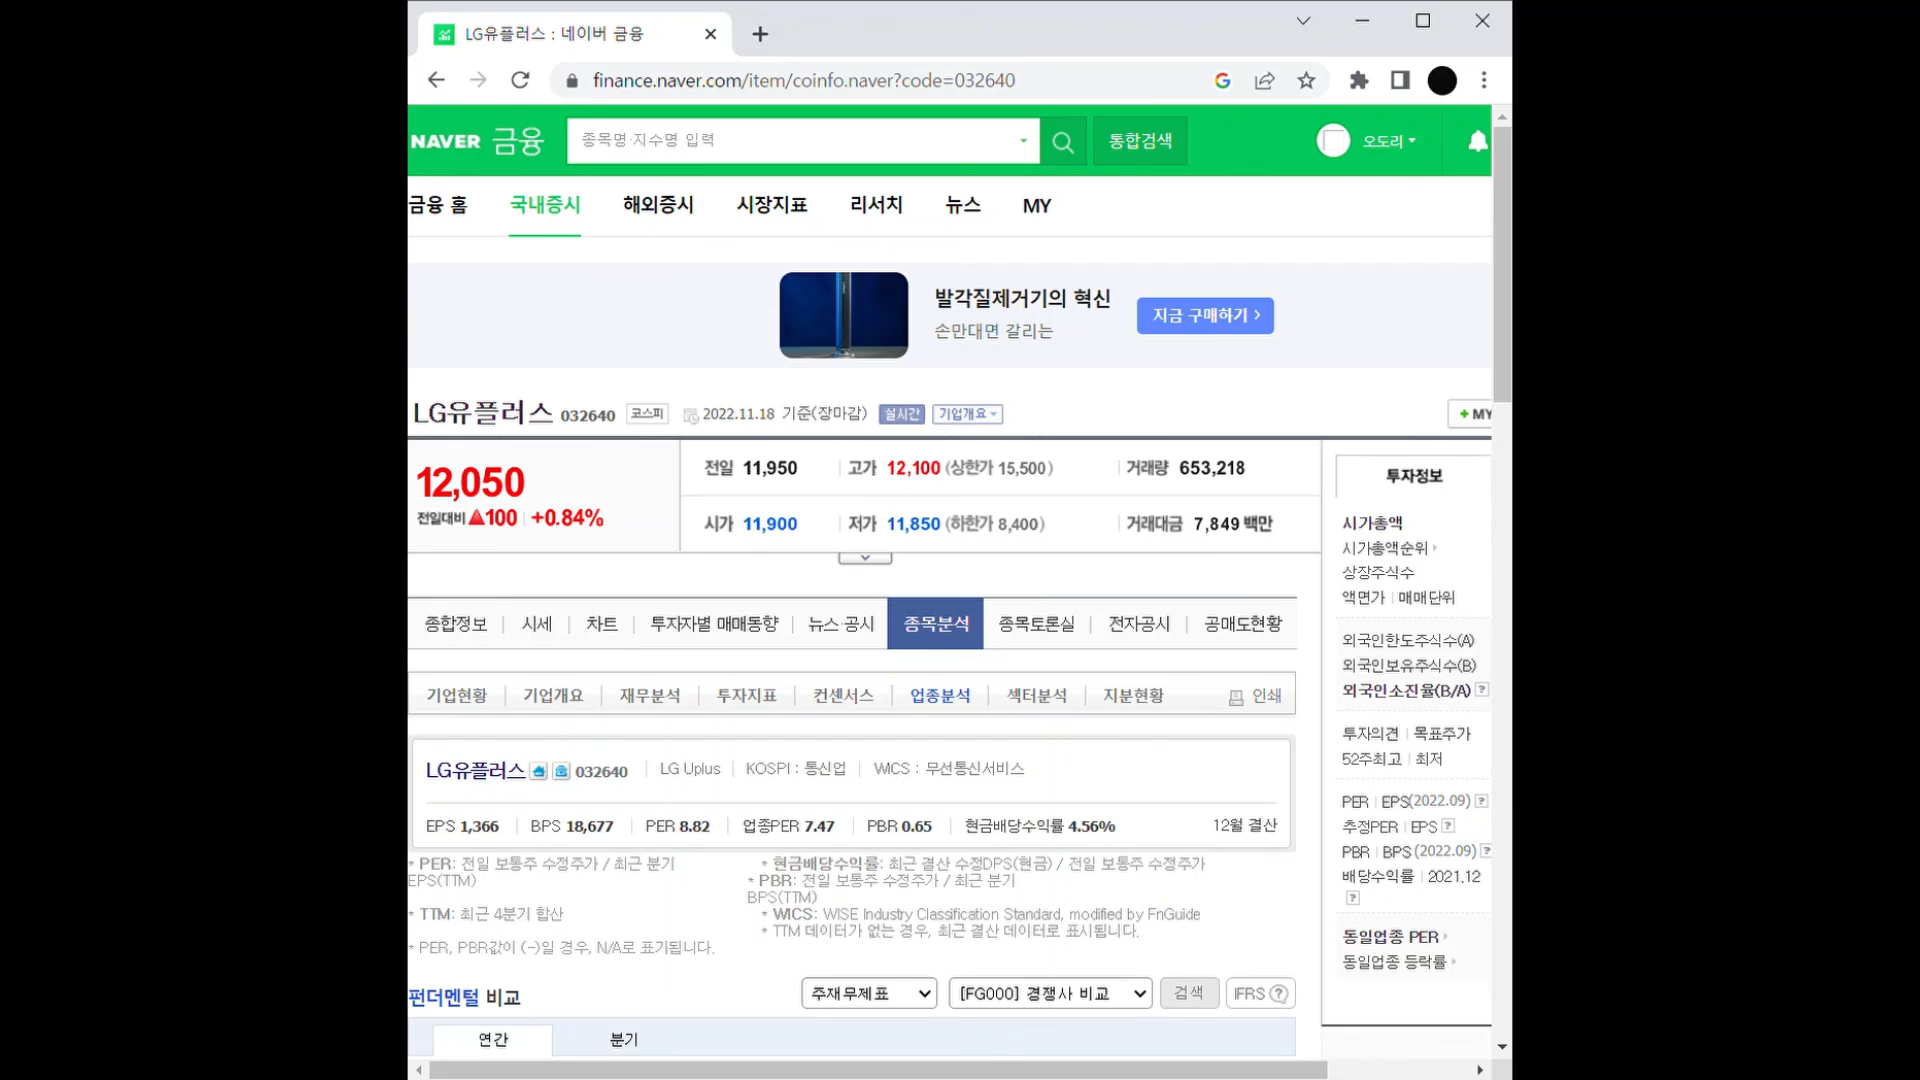 LG유플러스 : 네이버 금융
finance.naver.com/item/coinfo.naver?code=032640
NAVER 금융 종목명·지수명 입력 통합검색 오도리
금융 홈 국내증시 해외증시 시장지표 리서치 뉴스 MY
발각질제거기의 혁신
손만대면 갈리는
지금 구매하기
LG유플러스 032640 코스피 2022.11.18 기준(장마감) 실시간 기업개요 + MY
12,050
전일대비 ▲100 +0.84%
전일 11,950 고가 12,100 (상한가 15,500) 거래량 653,218
시가 11,900 저가 11,850 (하한가 8,400) 거래대금 7,849 백만
종합정보 시세 차트 투자자별 매매동향 뉴스·공시 종목분석 종목토론실 전자공시 공매도현황
기업현황 기업개요 재무분석 투자지표 컨센서스 업종분석 섹터분석 지분현황 인쇄
LG유플러스 032640 LG Uplus KOSPI : 통신업 WICS : 무선통신서비스
EPS 1,366 BPS 18,677 PER 8.82 업종PER 7.47 PBR 0.65 현금배당수익률 4.56% 12월 결산
* PER: 전일 보통주 수정주가 / 최근 분기
EPS(TTM)
* TTM: 최근 4분기 합산
* PER, PBR값이 (-)일 경우, N/A로 표기됩니다.
* 현금배당수익률: 최근 결산 수정DPS(현금) / 전일 보통주 수정주가
* PBR: 전일 보통주 수정주가 / 최근 분기
BPS(TTM)
* WICS: WISE Industry Classification Standard, modified by FnGuide
* TTM 데이터가 없는 경우, 최근 결산 데이터로 표시됩니다.
펀더멘털 비교 주재무제표 [FG000] 경쟁사 비교 검색 IFRS ?
연간 분기
투자정보
시가총액
시가총액순위
상장주식수
액면가 매매단위
외국인한도주식수(A)
외국인보유주식수(B)
외국인소진율(B/A) ?
투자의견 목표주가
52주최고 최저
PER EPS(2022.09) ?
추정PER EPS ?
PBR BPS (2022.09) ?
배당수익률 2021.12
?
동일업종 PER
동일업종 등락률